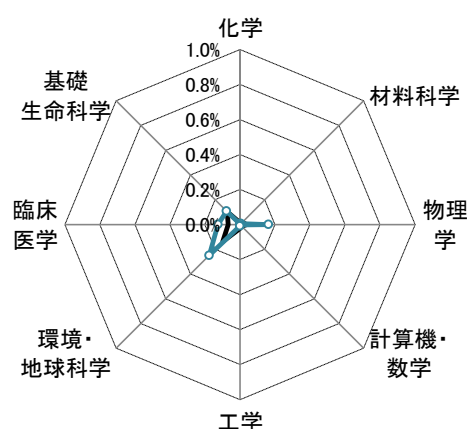 化学
1.0%
0.8%
0.6%
0.4%
0.2%
0.0%
材料科学
物理
学
計算機・
数学
工学
環境・
地球科学
臨床
医学
基礎
生命科学